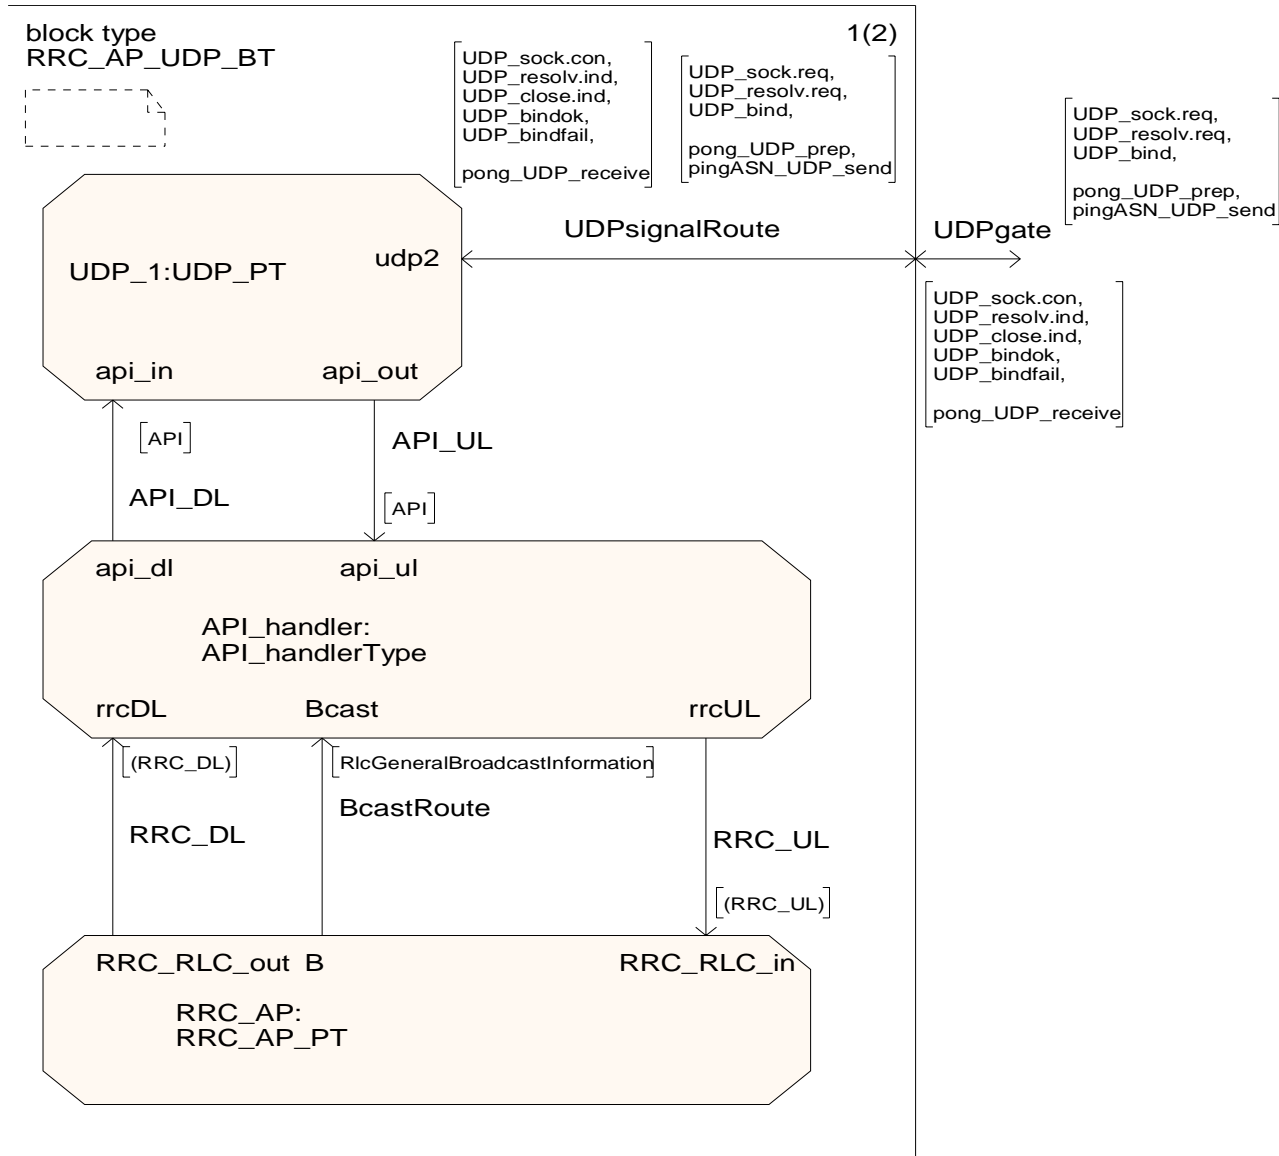 block type
RRC_AP_UDP_BT
1(2)
UDP_sock.con,
UDP_resolv.ind,
UDP_close.ind,
UDP_bindok,
UDP_bindfail,
pong_UDP_receive
UDP_sock.req,
UDP_resolv.req,
UDP_bind,
pong_UDP_prep,
pingASN_UDP_send
UDP_sock.req,
UDP_resolv.req,
UDP_bind,
pong_UDP_prep,
pingASN_UDP_send
UDPsignalRoute
UDPgate
udp2
UDP_1:UDP_PT
UDP_sock.con,
UDP_resolv.ind,
UDP_close.ind,
UDP_bindok,
UDP_bindfail,
pong_UDP_receive
api_in
api_out
[API]
API_UL
API_DL
[API]
api_dl
api_ul
API_handler:
API_handlerType
rrcDL
Bcast
rrcUL
[(RRC_DL)]
[RlcGeneralBroadcastInformation]
BcastRoute
RRC_DL
RRC_UL
[(RRC_UL)]
RRC_RLC_out
B
RRC_RLC_in
RRC_AP:
RRC_AP_PT